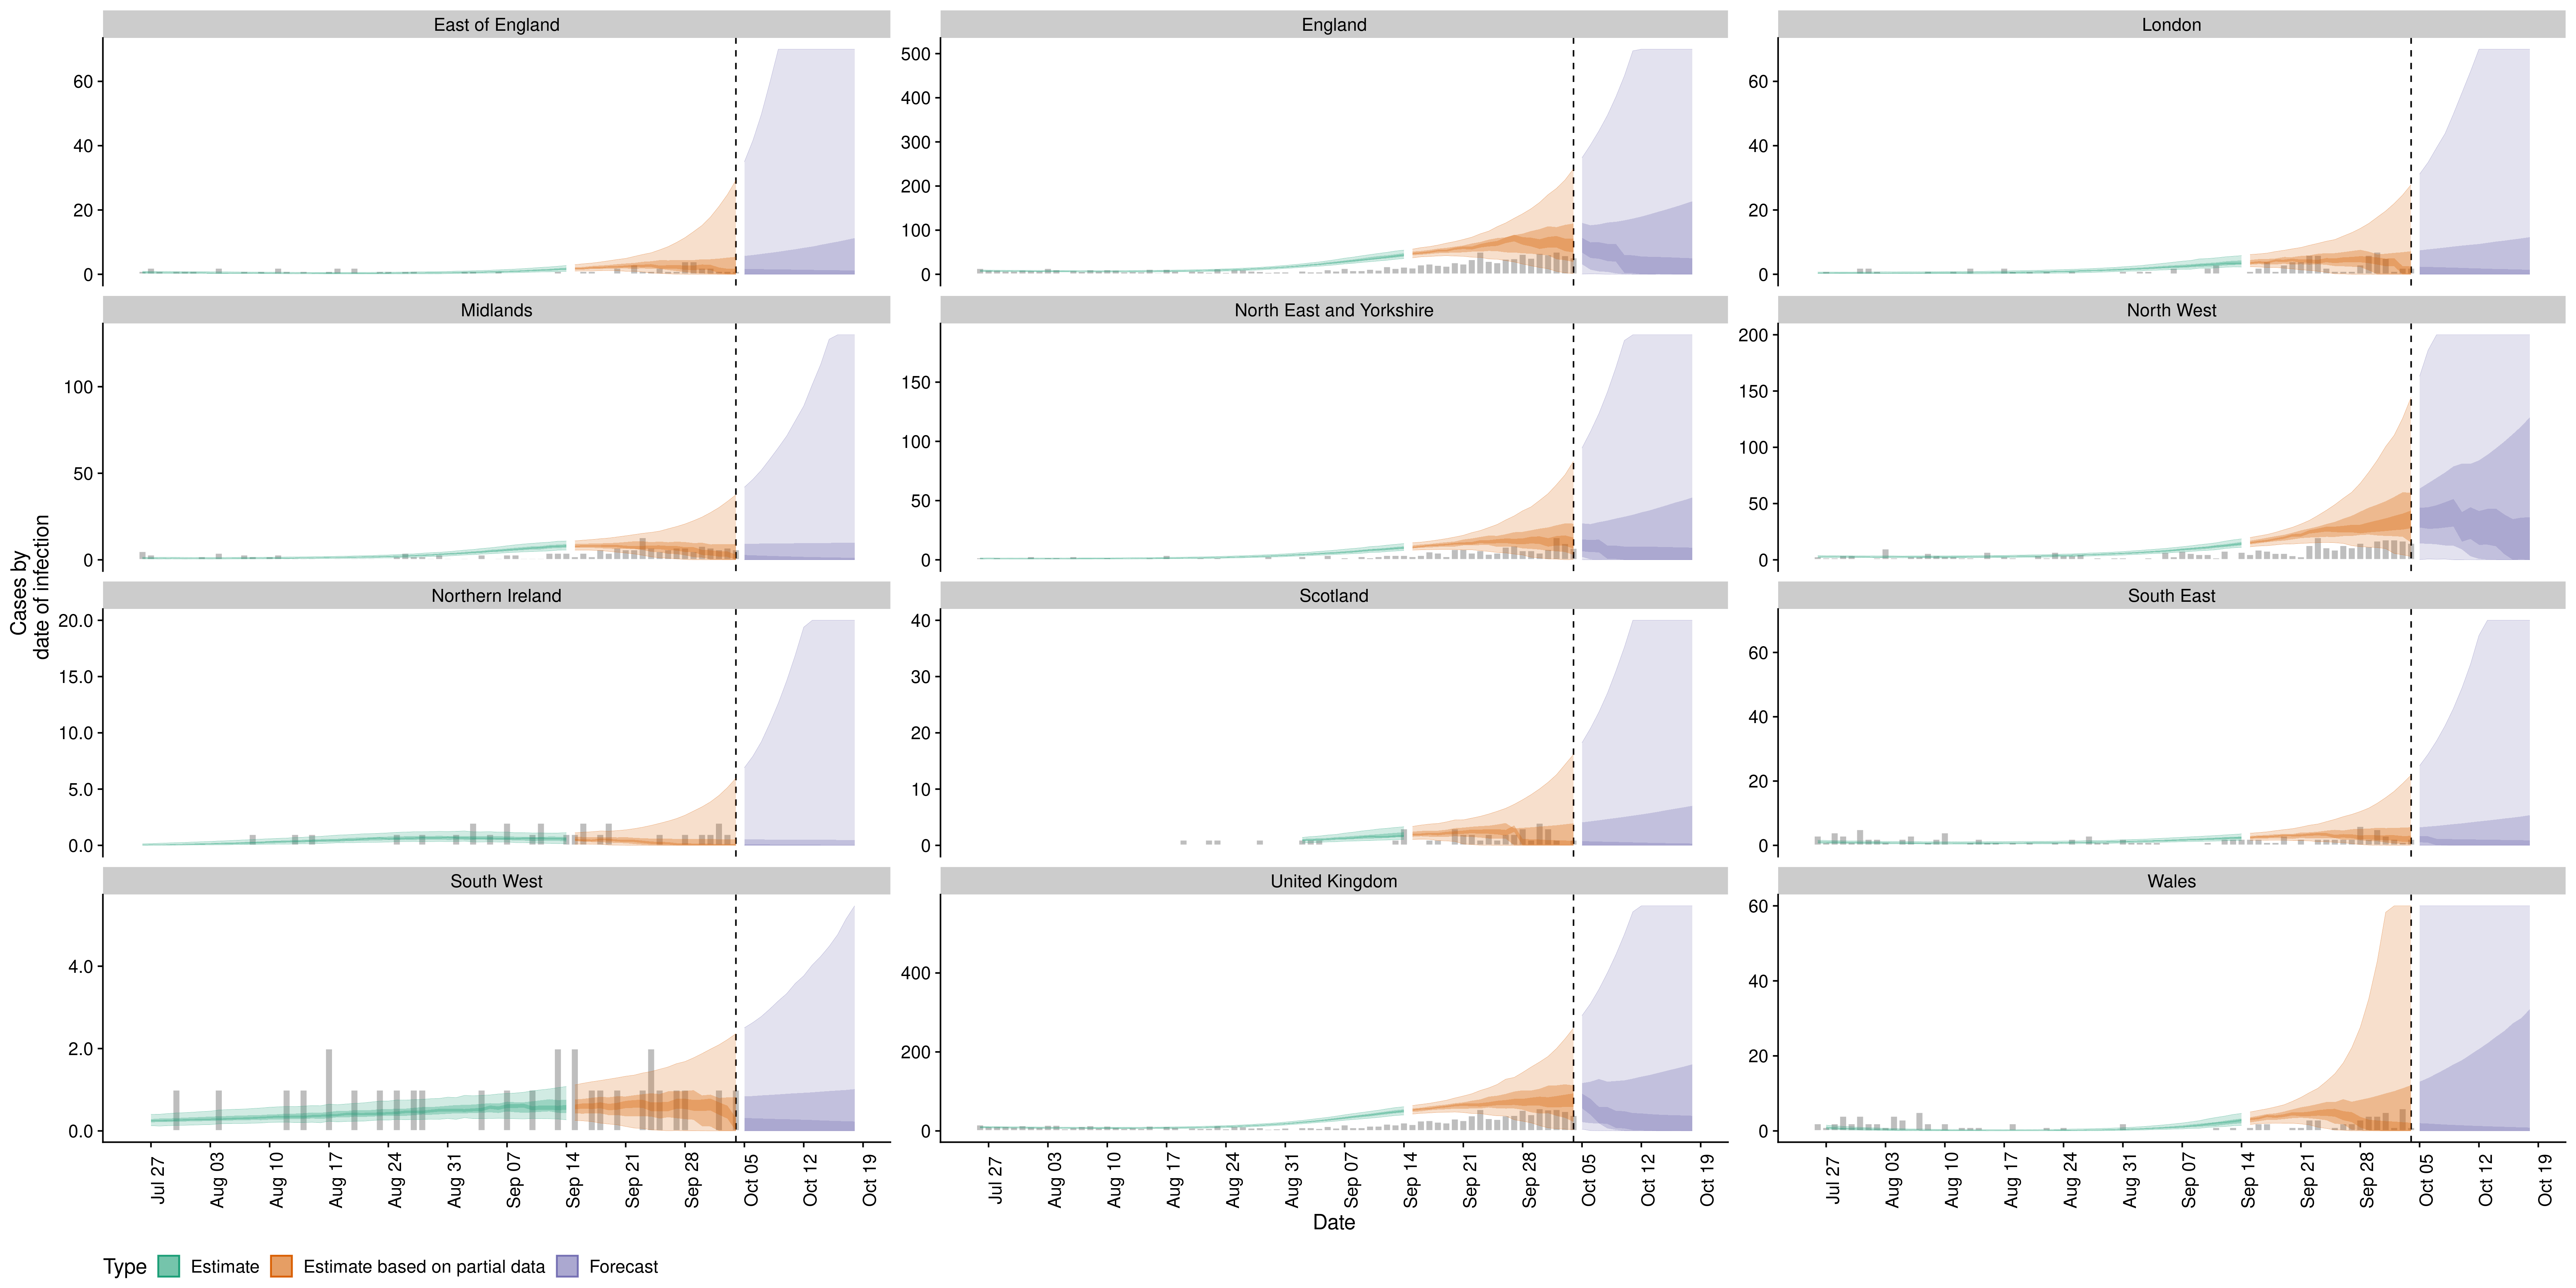 East of England
England
London
60
40
20
0
500
400
300
200
100
0
60
40
20
0
Midlands
North East and Yorkshire
North West
100
50
0
150
100
50
0
200
150
100
50
0
Northern Ireland
Scotland
South East
20.0
15.0
10.0
5.0
0.0
40
30
20
10
0
60
40
20
0
South West
United Kingdom
Wales
4.0
2.0
0.0
400
200
0
60
40
20
0
Cases by
date of infection
Jul 27
Aug 03
Aug 10
Aug 17
Aug 24
Aug 31
Sep 07
Sep 14
Sep 21
Sep 28
Oct 05
Oct 12
Oct 19
Jul 27
Aug 03
Aug 10
Aug 17
Aug 24
Aug 31
Sep 07
Sep 14
Sep 21
Sep 28
Oct 05
Oct 12
Oct 19
Jul 27
Aug 03
Aug 10
Aug 17
Aug 24
Aug 31
Sep 07
Sep 14
Sep 21
Sep 28
Oct 05
Oct 12
Oct 19
Date
Type Estimate Estimate based on partial data Forecast